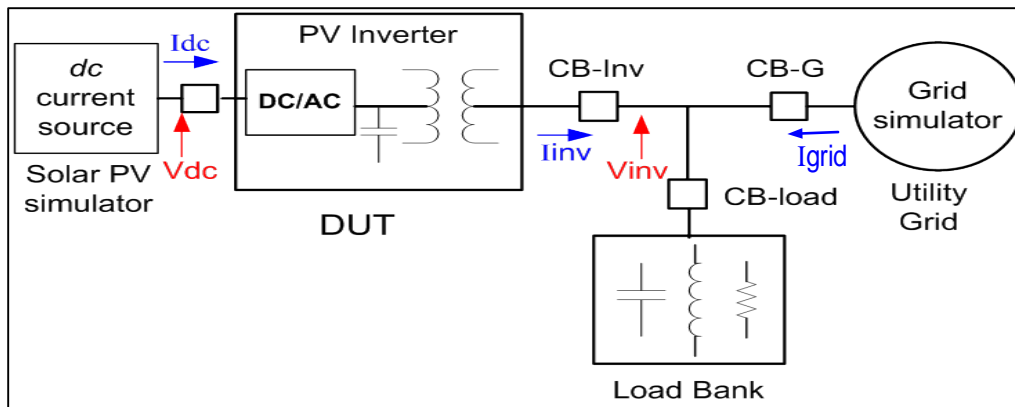 dc
current
source
Solar PV
simulator
Idc
Vdc
PV Inverter
DC/AC
DUT
CB-Inv
Iinv
Vinv
CB-G
Igrid
Grid
simulator
Utility
Grid
CB-load
Load Bank